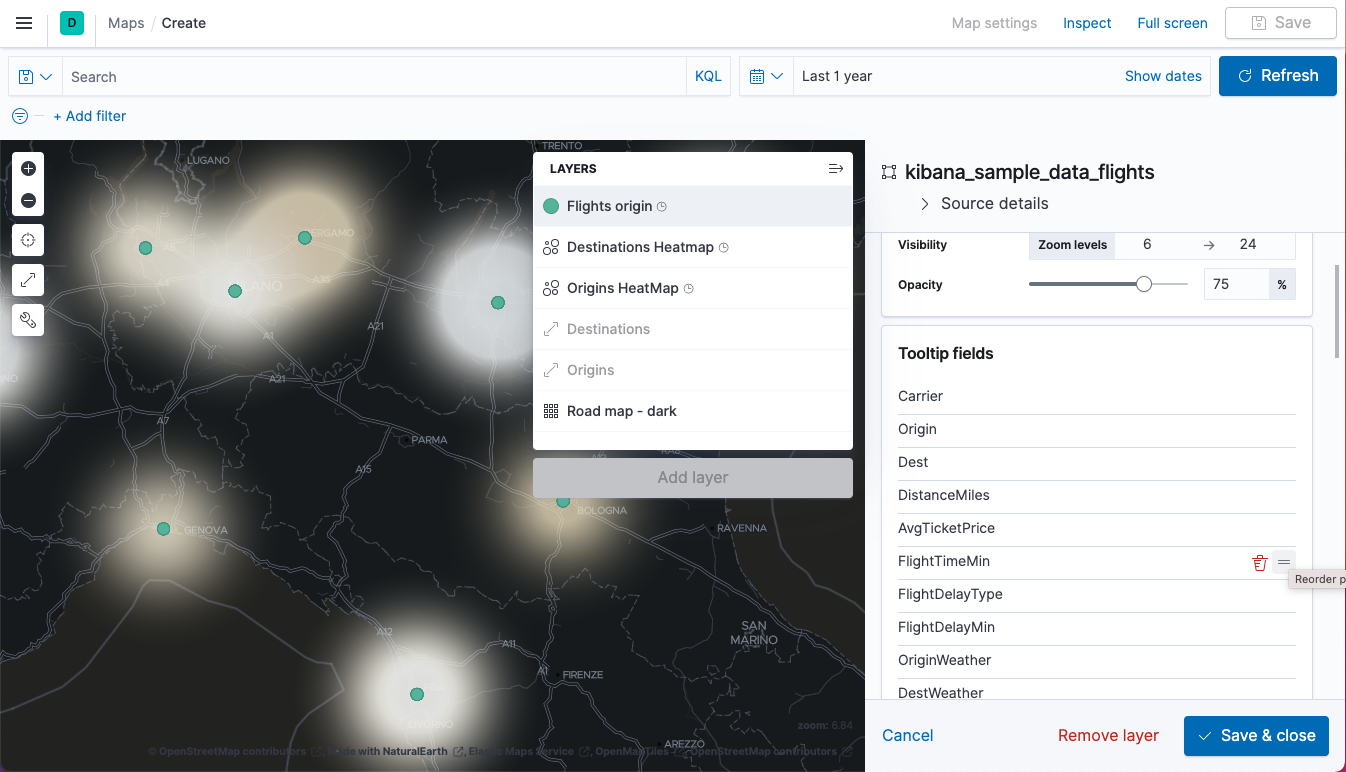 D Maps / Create Map settings Inspect Full screen Save
Search KQL Last 1 year Show dates Refresh
+ Add filter
LUGANO
TRENTO
BERGAMO
A4
A35
A1
A21
A21
A7
PARMA
A15
GENOVA
BOLOGNA
RAVENNA
A12
A11
A1
SAN
MARINO
FIRENZE
LIVORNO
AREZZO
zoom: 6.84
© OpenStreetMap contributors, Made with NaturalEarth, Elastic Maps Service, OpenMapTiles, OpenStreetMap contributors
LAYERS
Flights origin
Destinations Heatmap
Origins HeatMap
Destinations
Origins
Road map - dark
Add layer
kibana_sample_data_flights
Source details
Visibility Zoom levels 6 → 24
Opacity 75 %
Tooltip fields
Carrier
Origin
Dest
DistanceMiles
AvgTicketPrice
FlightTimeMin
Reorder p
FlightDelayType
FlightDelayMin
OriginWeather
DestWeather
Cancel Remove layer Save & close